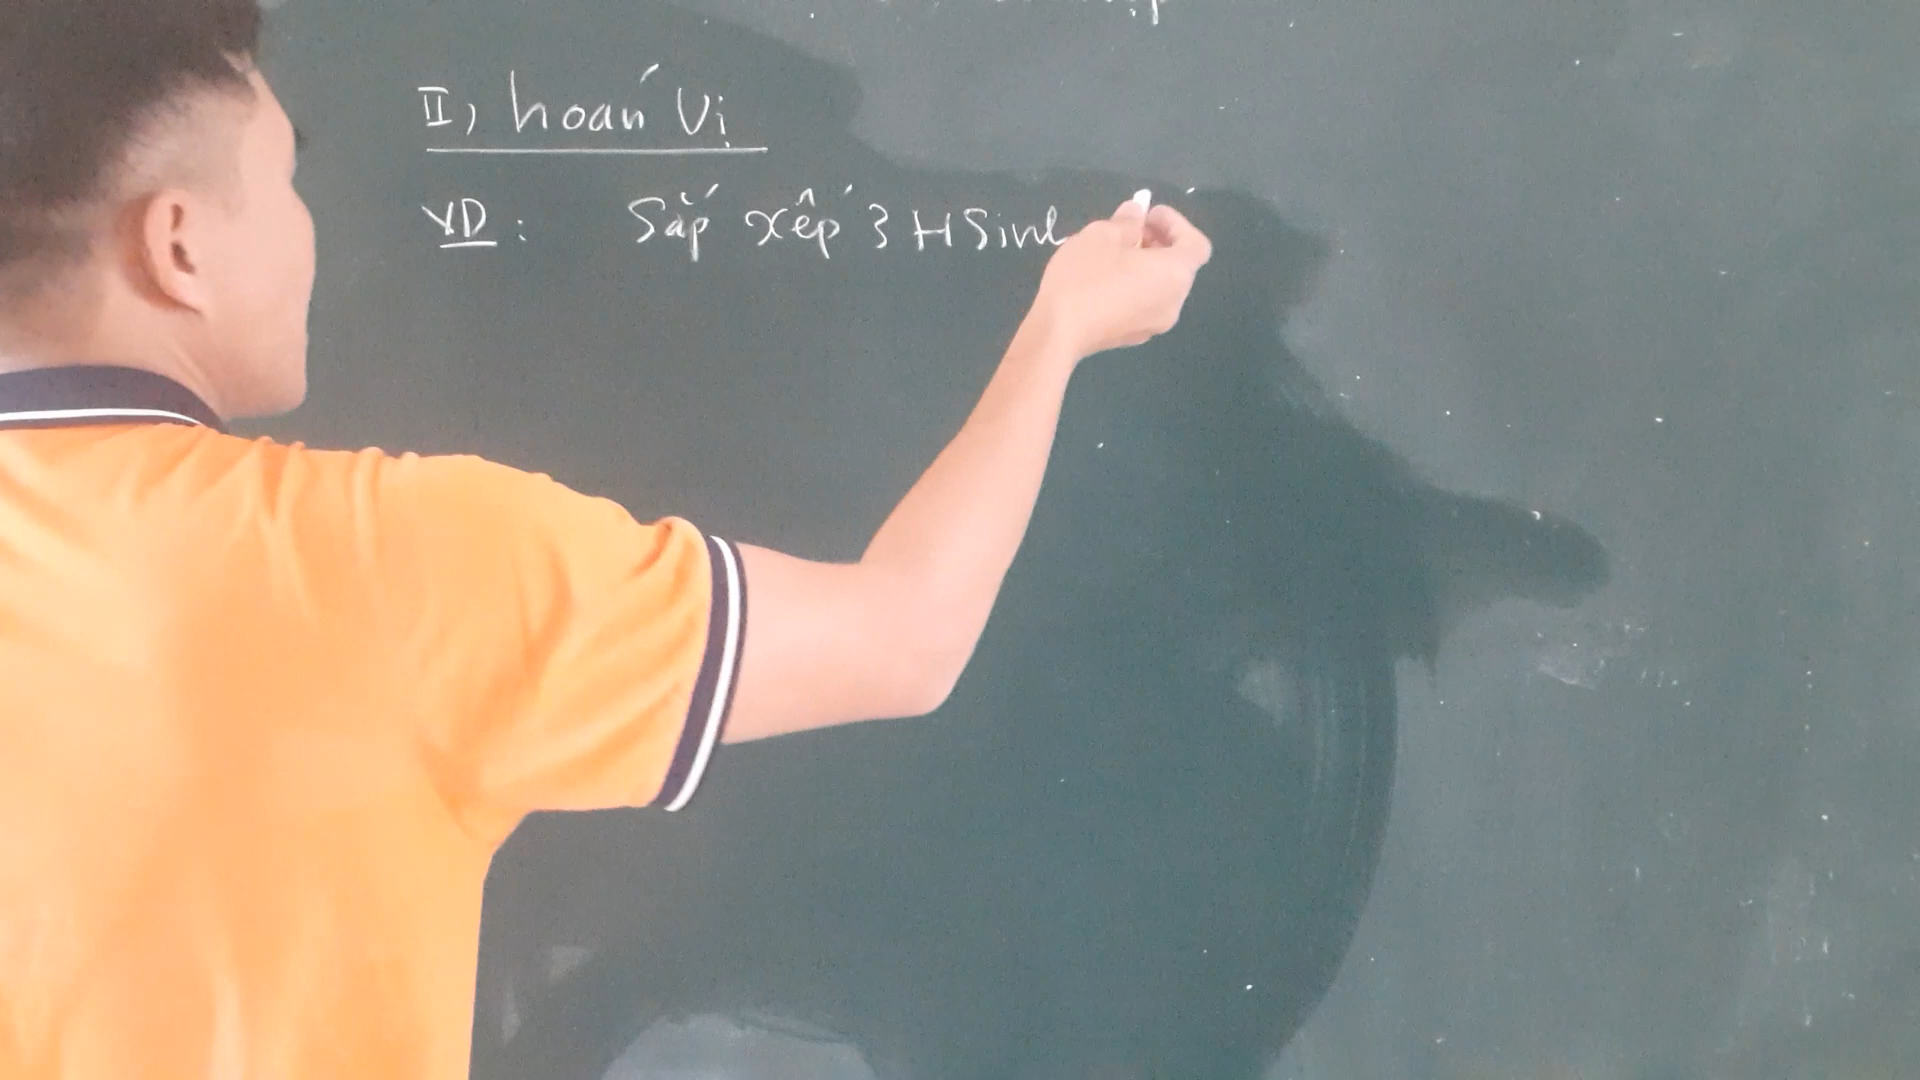 II, hoán Vị
VD: Sắp xếp 3 HSinh